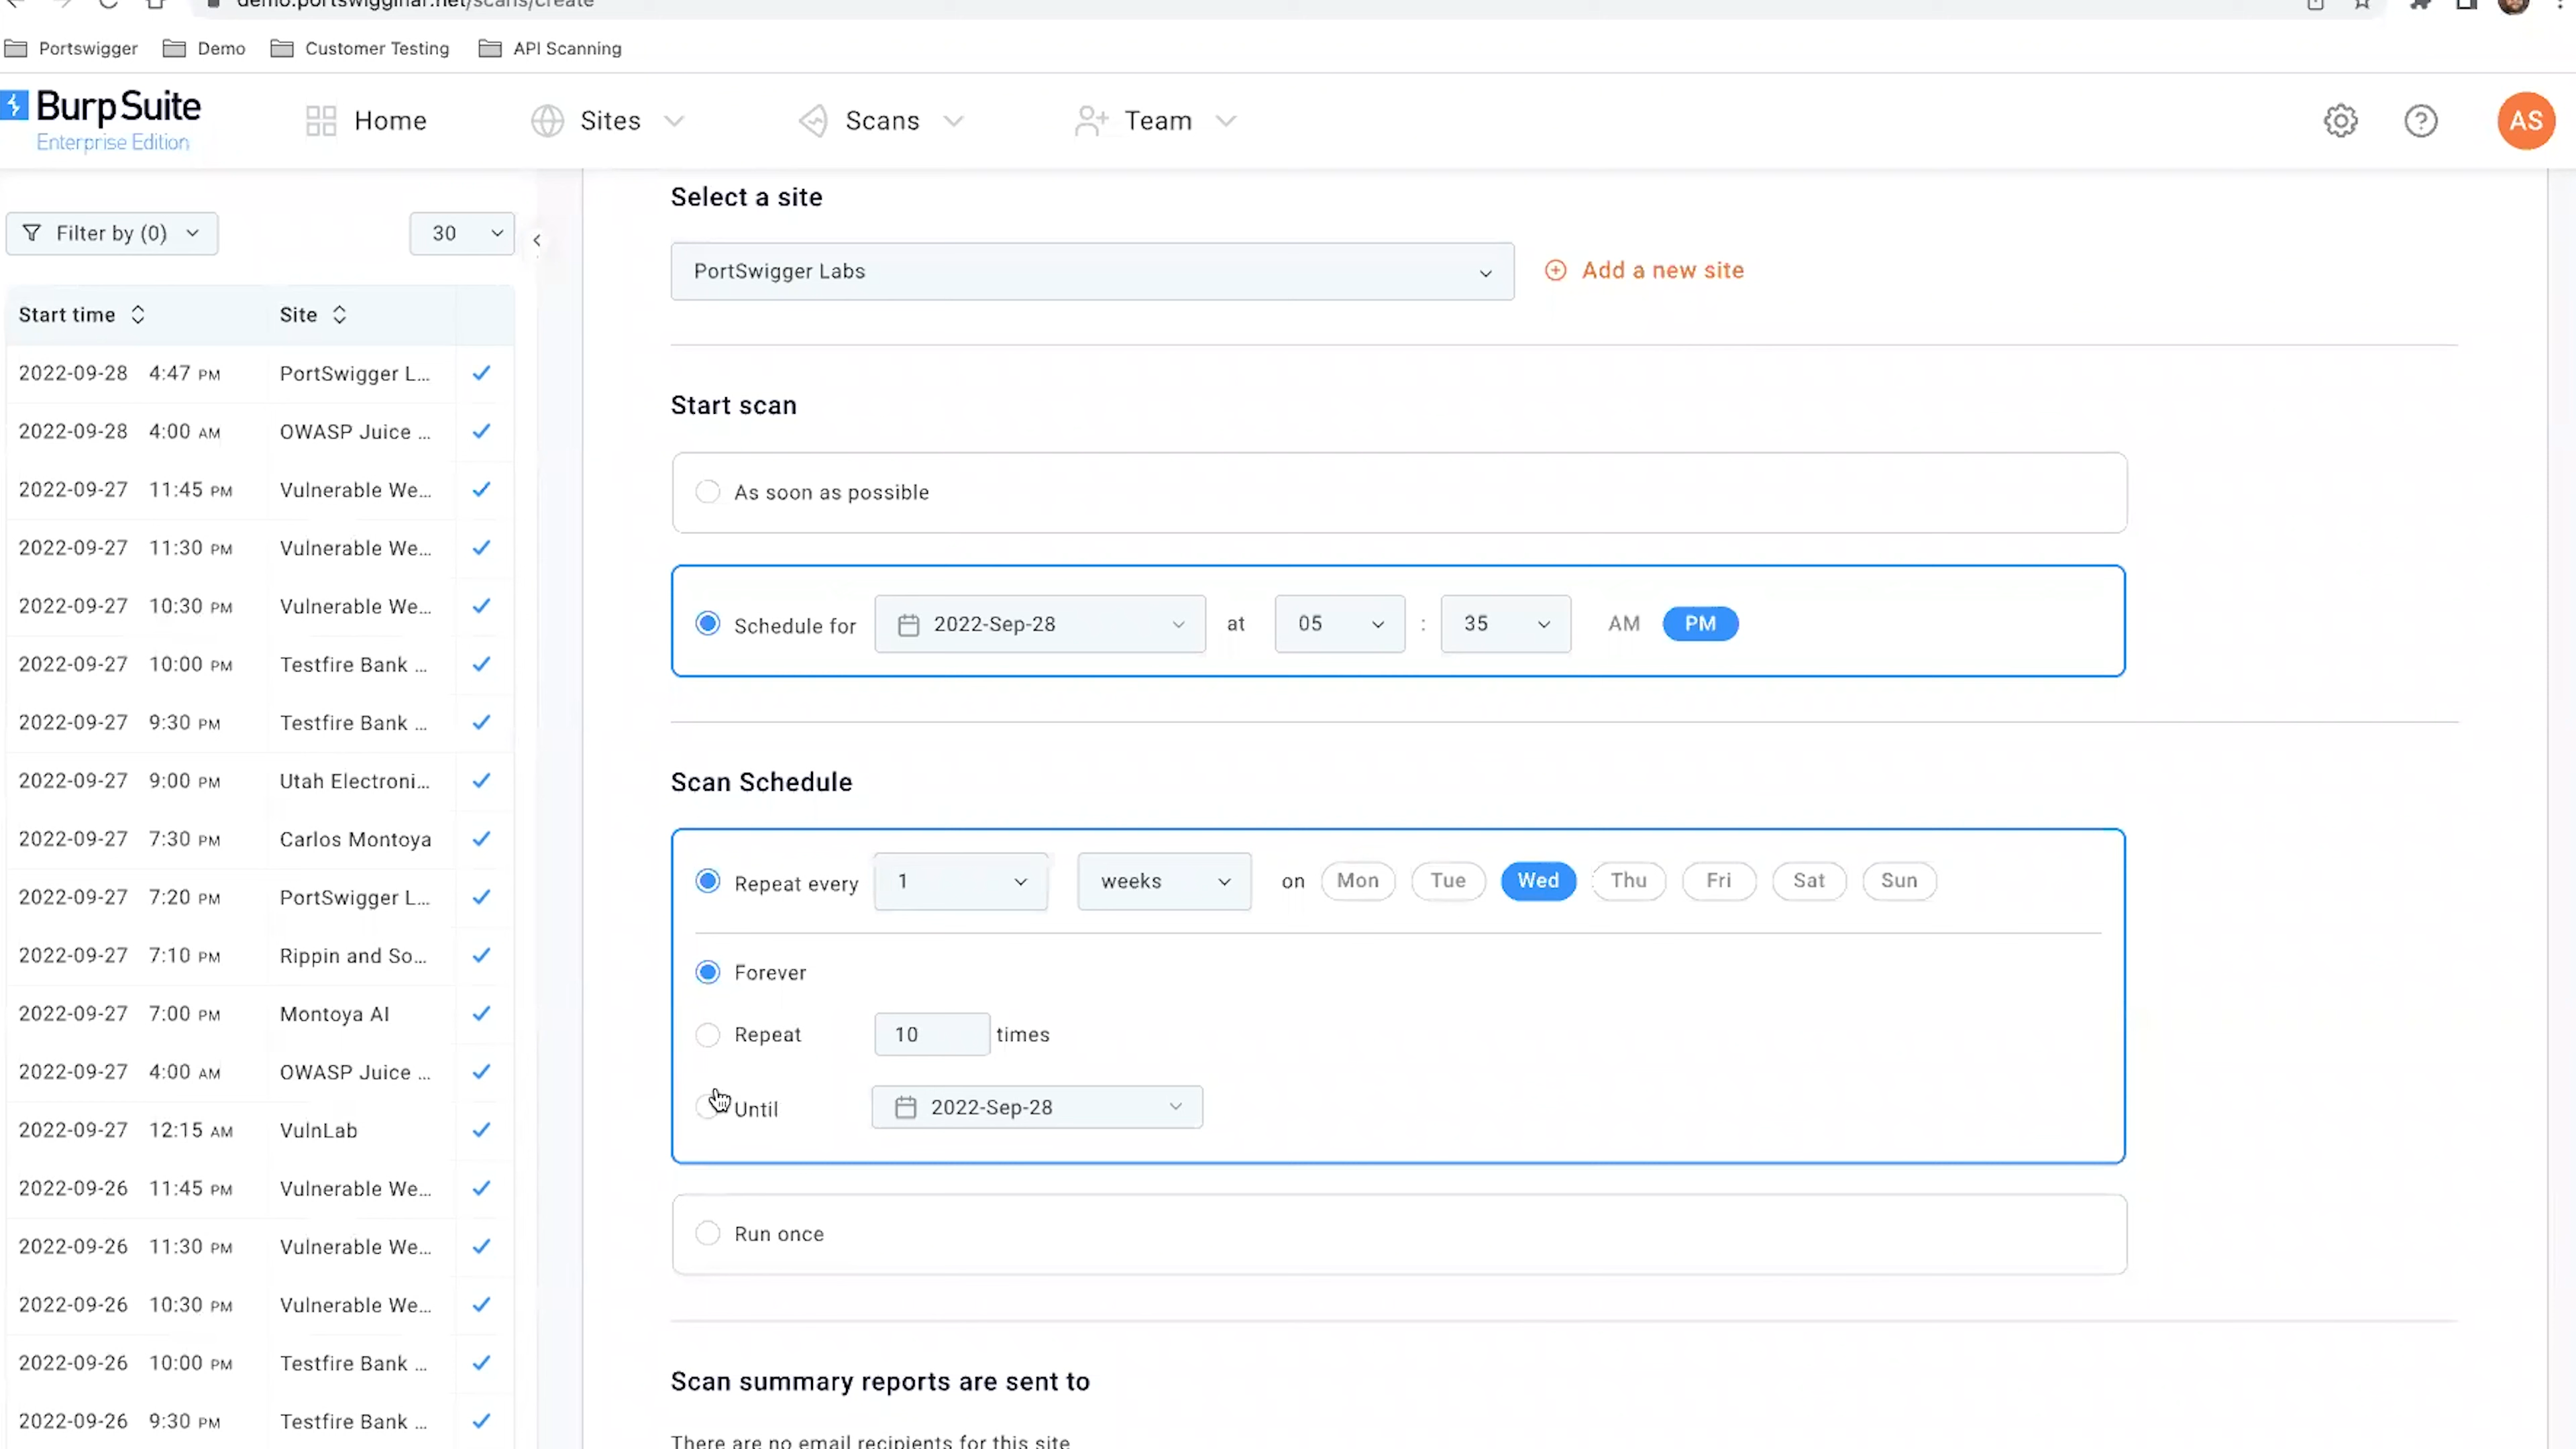 demo.portswigginar.net/scans/create
Portswigger Demo Customer Testing API Scanning
Burp Suite
Enterprise Edition
Home Sites Scans Team AS
Filter by (0) 30
Start time Site
2022-09-28 4:47 PM PortSwigger L...
2022-09-28 4:00 AM OWASP Juice ...
2022-09-27 11:45 PM Vulnerable We...
2022-09-27 11:30 PM Vulnerable We...
2022-09-27 10:30 PM Vulnerable We...
2022-09-27 10:00 PM Testfire Bank ...
2022-09-27 9:30 PM Testfire Bank ...
2022-09-27 9:00 PM Utah Electroni...
2022-09-27 7:30 PM Carlos Montoya
2022-09-27 7:20 PM PortSwigger L...
2022-09-27 7:10 PM Rippin and So...
2022-09-27 7:00 PM Montoya AI
2022-09-27 4:00 AM OWASP Juice ...
2022-09-27 12:15 AM VulnLab
2022-09-26 11:45 PM Vulnerable We...
2022-09-26 11:30 PM Vulnerable We...
2022-09-26 10:30 PM Vulnerable We...
2022-09-26 10:00 PM Testfire Bank ...
2022-09-26 9:30 PM Testfire Bank ...
Select a site
PortSwigger Labs Add a new site
Start scan
As soon as possible
Schedule for 2022-Sep-28 at 05 : 35 AM PM
Scan Schedule
Repeat every 1 weeks on Mon Tue Wed Thu Fri Sat Sun
Forever
Repeat 10 times
Until 2022-Sep-28
Run once
Scan summary reports are sent to
There are no email recipients for this site